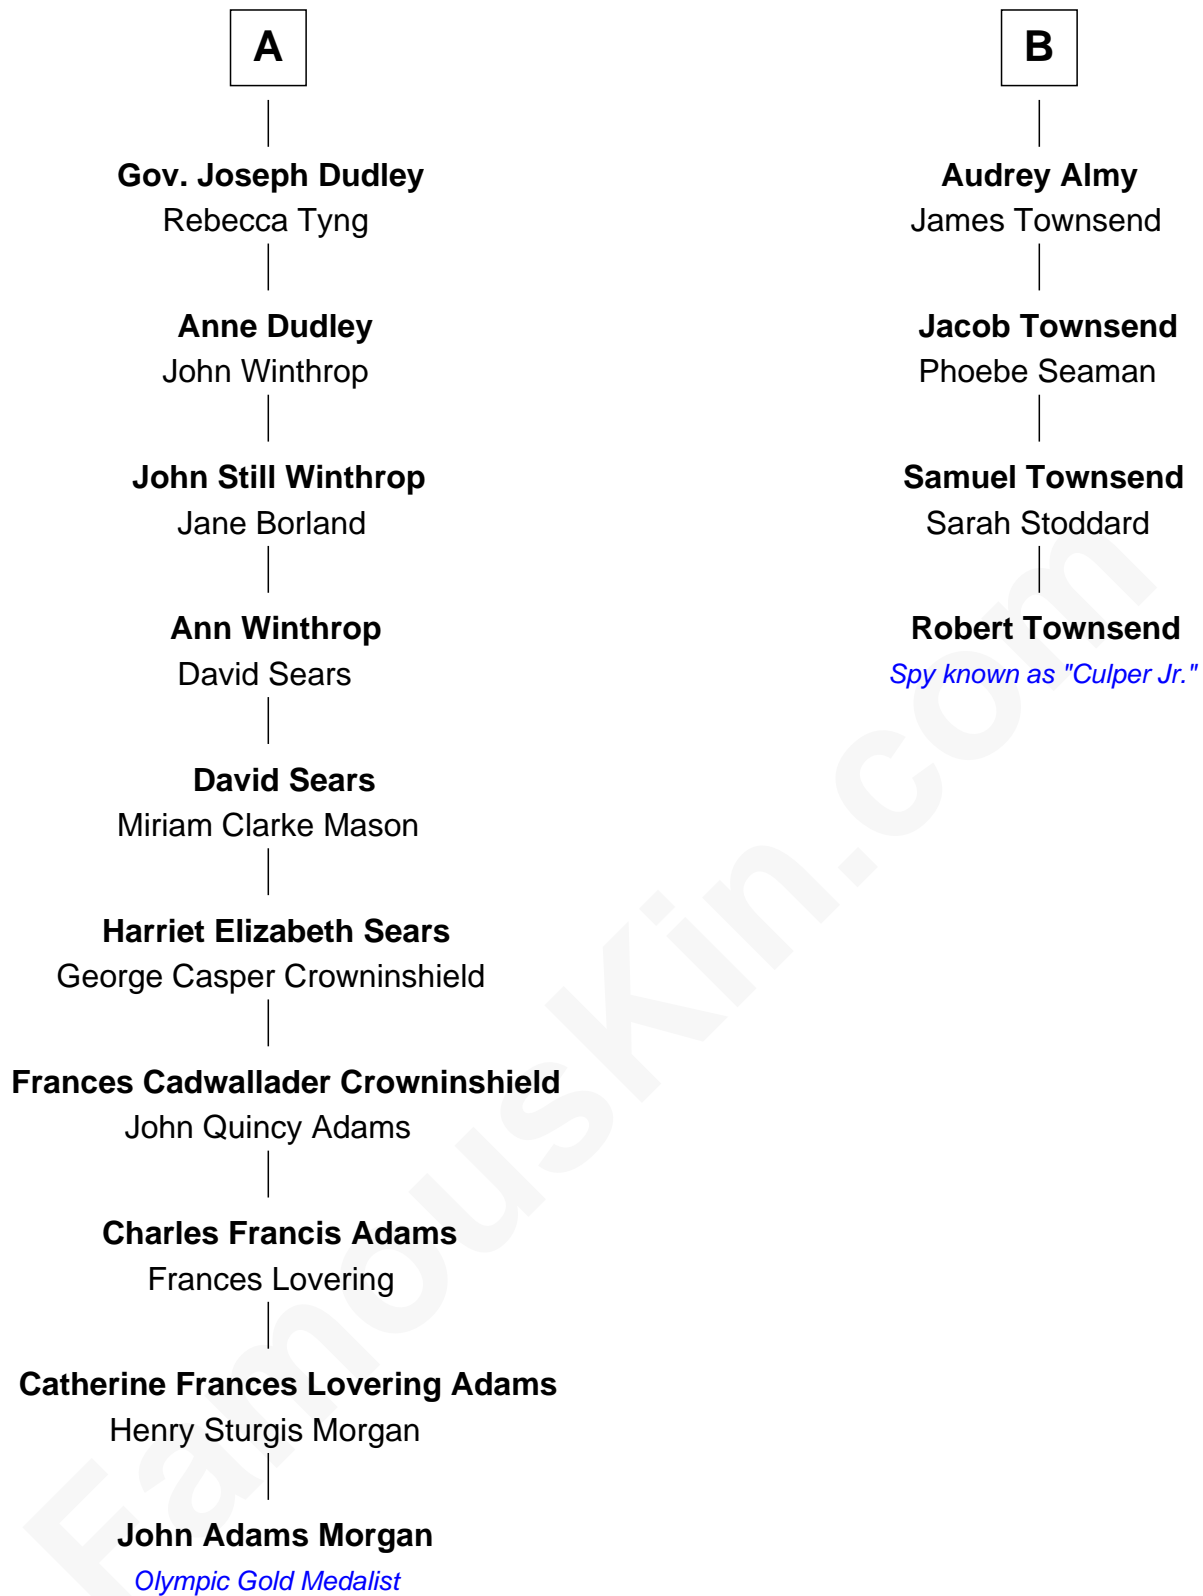 A
Gov. Joseph Dudley
Rebecca Tyng
Anne Dudley
John Winthrop
John Still Winthrop
Jane Borland
Ann Winthrop
David Sears
David Sears
Miriam Clarke Mason
Harriet Elizabeth Sears
George Casper Crowninshield
Frances Cadwallader Crowninshield
John Quincy Adams
Charles Francis Adams
Frances Lovering
Catherine Frances Lovering Adams
Henry Sturgis Morgan
John Adams Morgan
Olympic Gold Medalist
B
Audrey Almy
James Townsend
Jacob Townsend
Phoebe Seaman
Samuel Townsend
Sarah Stoddard
Robert Townsend
Spy known as "Culper Jr."
FamousKin.com